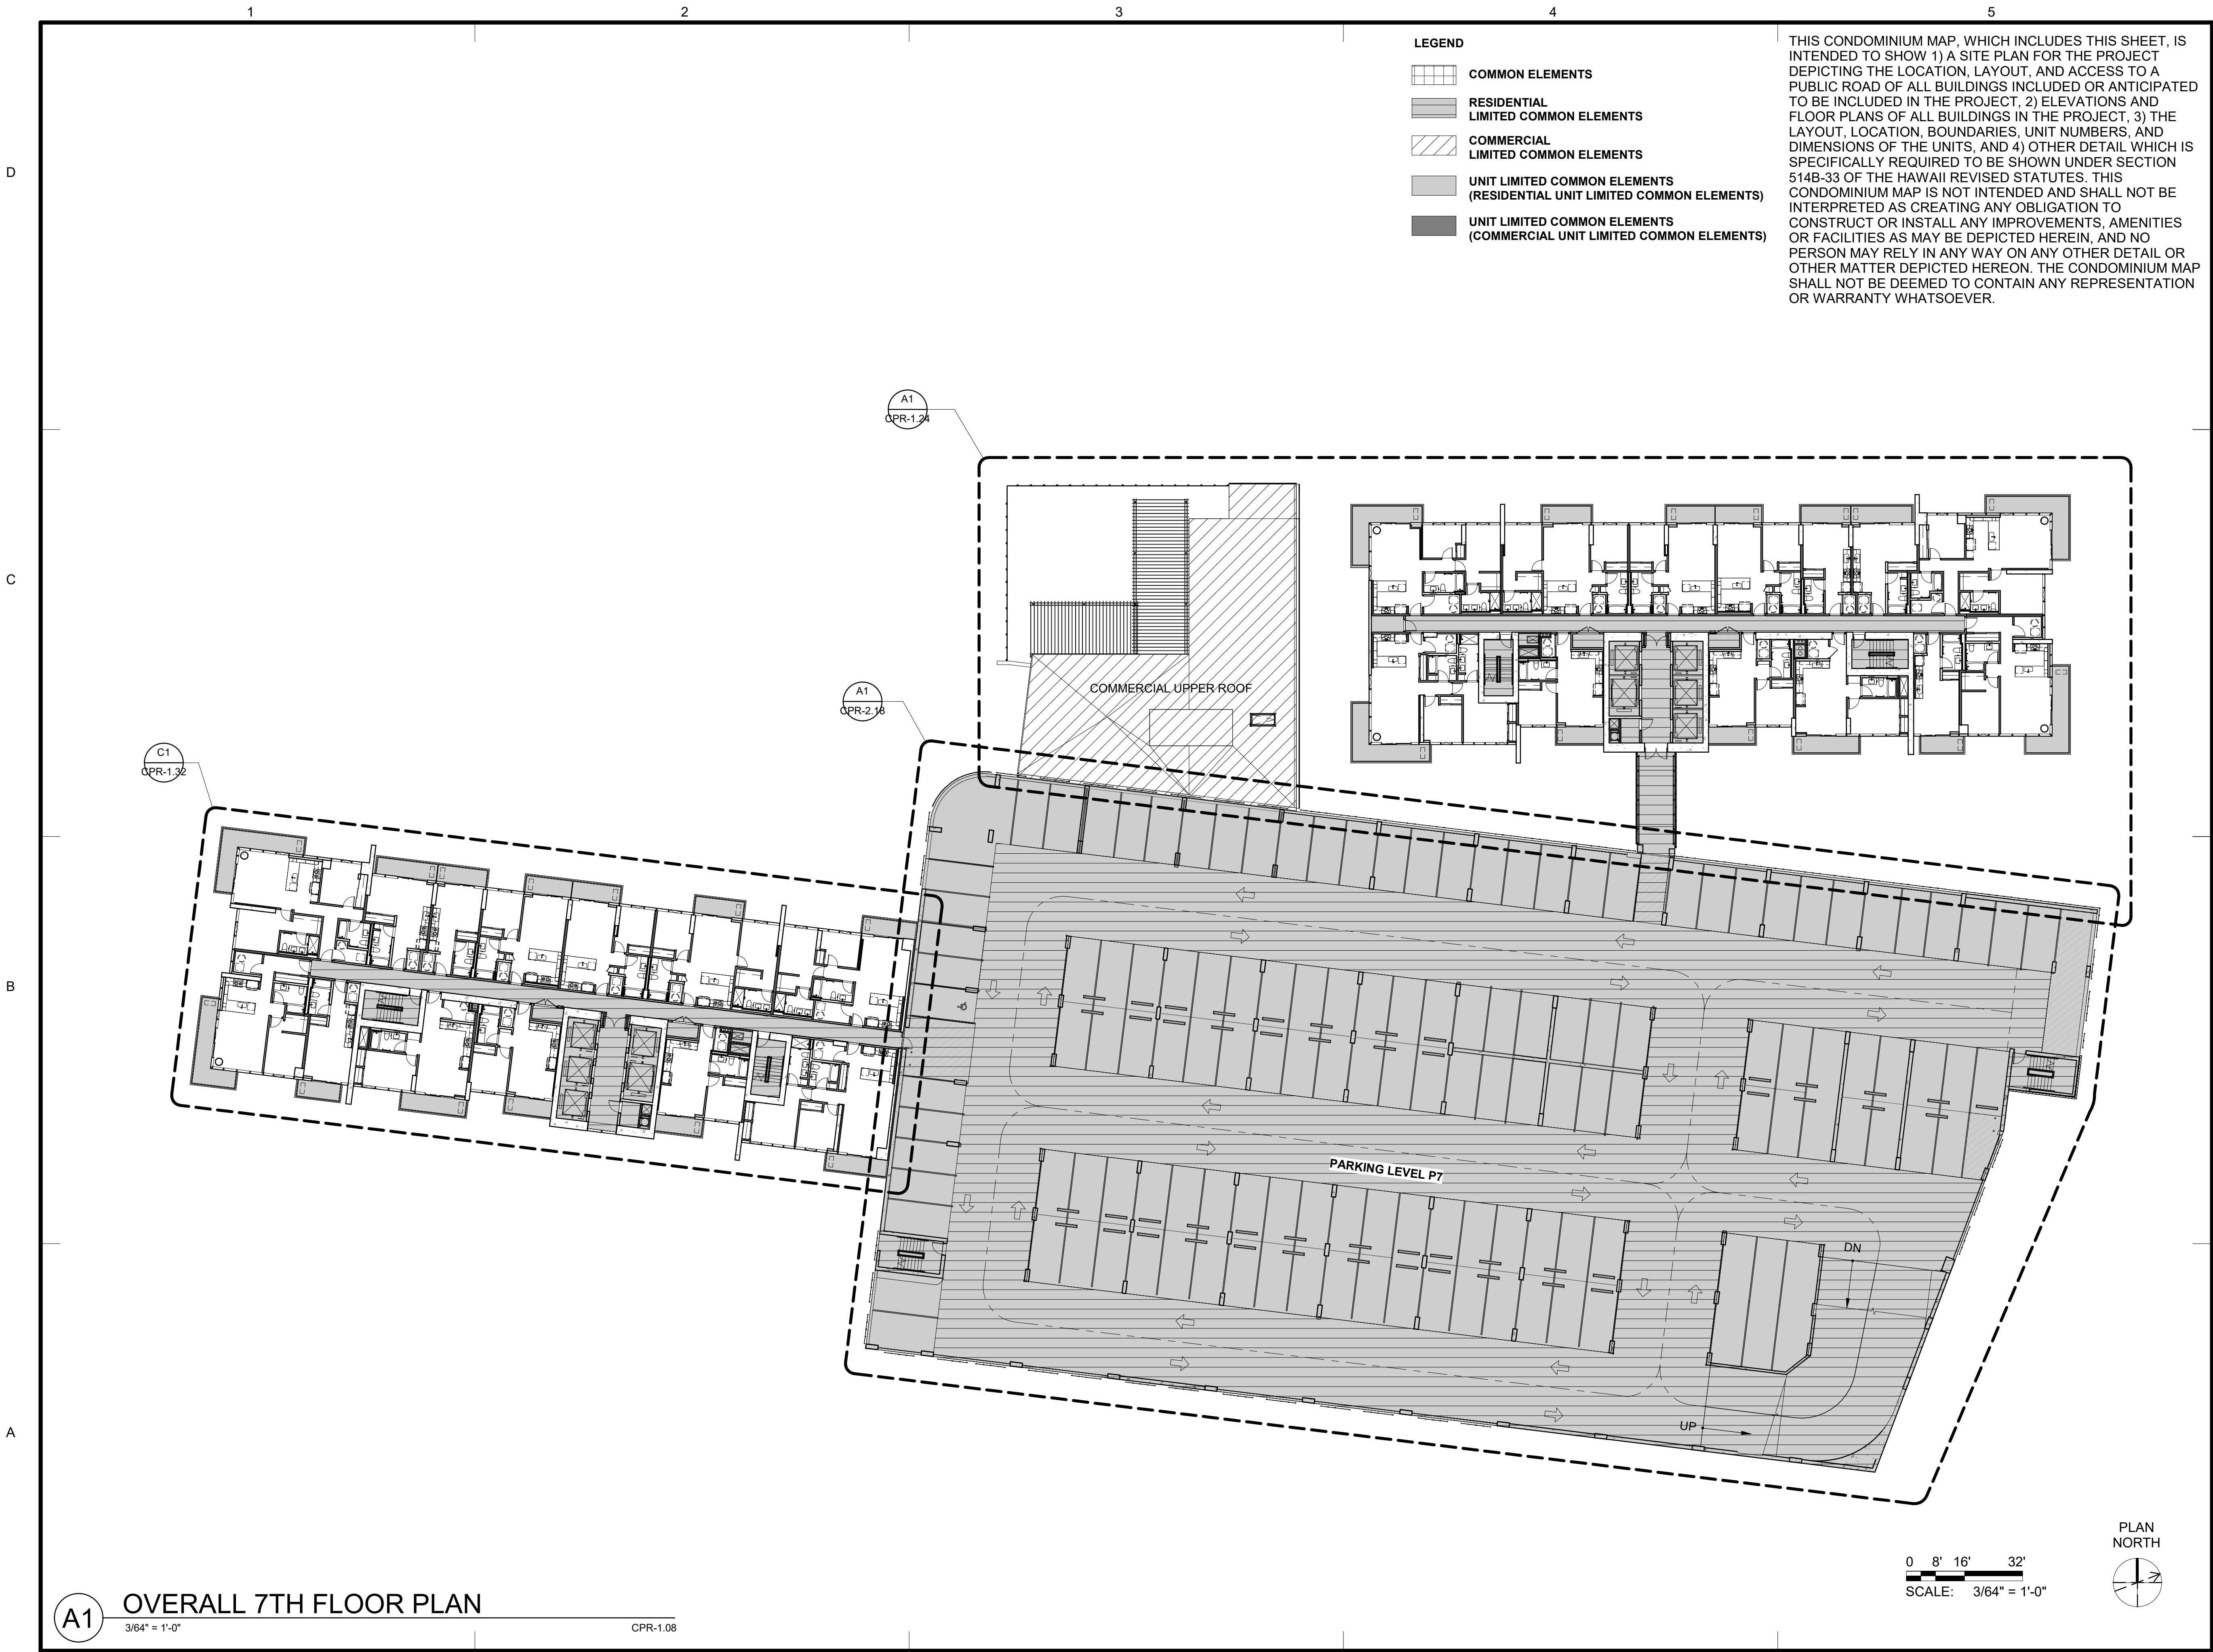 1 2 3 4 5
LEGEND
COMMON ELEMENTS
RESIDENTIAL
LIMITED COMMON ELEMENTS
COMMERCIAL
LIMITED COMMON ELEMENTS
UNIT LIMITED COMMON ELEMENTS
(RESIDENTIAL UNIT LIMITED COMMON ELEMENTS)
UNIT LIMITED COMMON ELEMENTS
(COMMERCIAL UNIT LIMITED COMMON ELEMENTS)
THIS CONDOMINIUM MAP, WHICH INCLUDES THIS SHEET, IS
INTENDED TO SHOW 1) A SITE PLAN FOR THE PROJECT
DEPICTING THE LOCATION, LAYOUT, AND ACCESS TO A
PUBLIC ROAD OF ALL BUILDINGS INCLUDED OR ANTICIPATED
TO BE INCLUDED IN THE PROJECT, 2) ELEVATIONS AND
FLOOR PLANS OF ALL BUILDINGS IN THE PROJECT, 3) THE
LAYOUT, LOCATION, BOUNDARIES, UNIT NUMBERS, AND
DIMENSIONS OF THE UNITS, AND 4) OTHER DETAIL WHICH IS
SPECIFICALLY REQUIRED TO BE SHOWN UNDER SECTION
514B-33 OF THE HAWAII REVISED STATUTES. THIS
CONDOMINIUM MAP IS NOT INTENDED AND SHALL NOT BE
INTERPRETED AS CREATING ANY OBLIGATION TO
CONSTRUCT OR INSTALL ANY IMPROVEMENTS, AMENITIES
OR FACILITIES AS MAY BE DEPICTED HEREIN, AND NO
PERSON MAY RELY IN ANY WAY ON ANY OTHER DETAIL OR
OTHER MATTER DEPICTED HEREON. THE CONDOMINIUM MAP
SHALL NOT BE DEEMED TO CONTAIN ANY REPRESENTATION
OR WARRANTY WHATSOEVER.
D
A1
CPR-1.24
C
COMMERCIAL UPPER ROOF
A1
CPR-2.18
C1
CPR-1.32
B
PARKING LEVEL P7
DN
UP
A
PLAN
NORTH
0 8' 16' 32'
SCALE: 3/64" = 1'-0"
A1
OVERALL 7TH FLOOR PLAN
3/64" = 1'-0" CPR-1.08